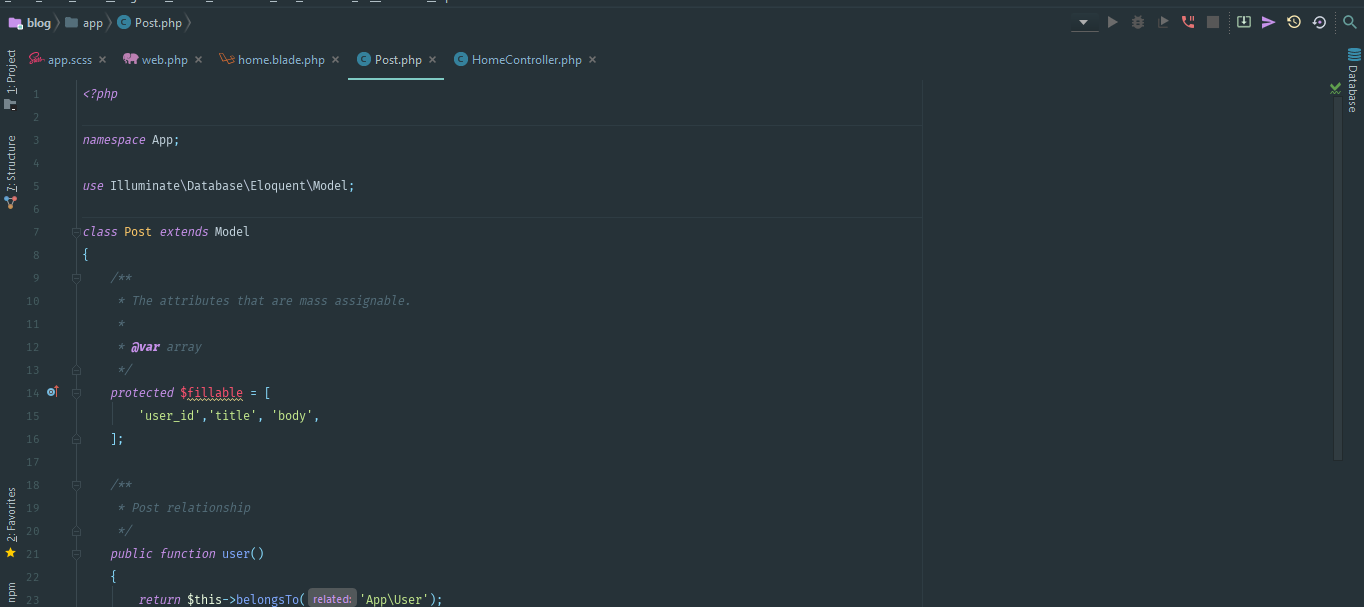 blog app Post.php
app.scss web.php home.blade.php Post.php HomeController.php
1: Project
7: Structure
2: Favorites
npm
Database
1 <?php
2
3 namespace App;
4
5 use Illuminate\Database\Eloquent\Model;
6
7 class Post extends Model
8 {
9 /**
10 * The attributes that are mass assignable.
11 *
12 * @var array
13 */
14 protected $fillable = [
15 'user_id','title', 'body',
16 ];
17
18 /**
19 * Post relationship
20 */
21 public function user()
22 {
23 return $this->belongsTo( related: 'App\User');